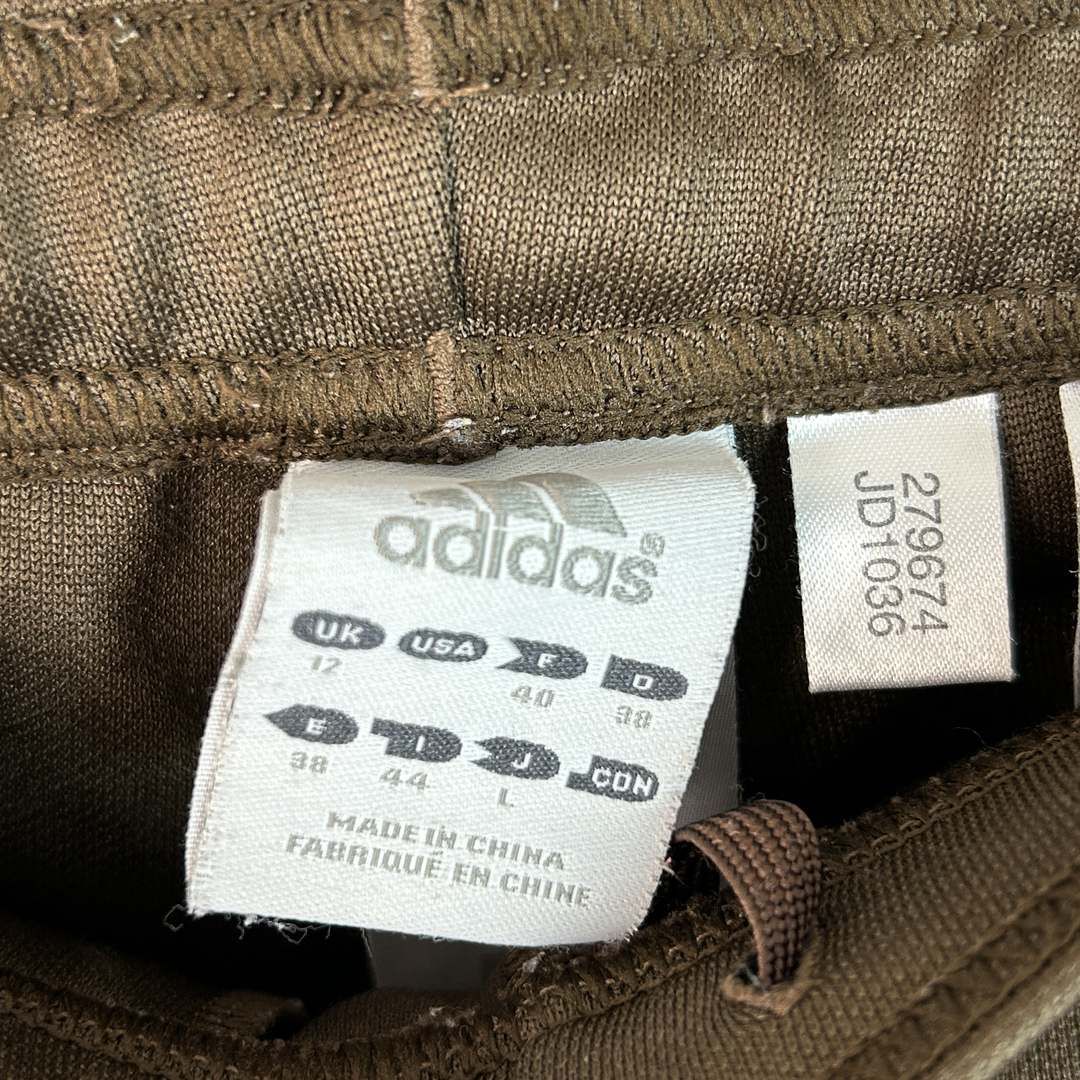 adidas®
UK USA F D
12 40 38
E I J CON
38 44 L
MADE IN CHINA
FABRIQUÉ EN CHINE
279674
JD1036